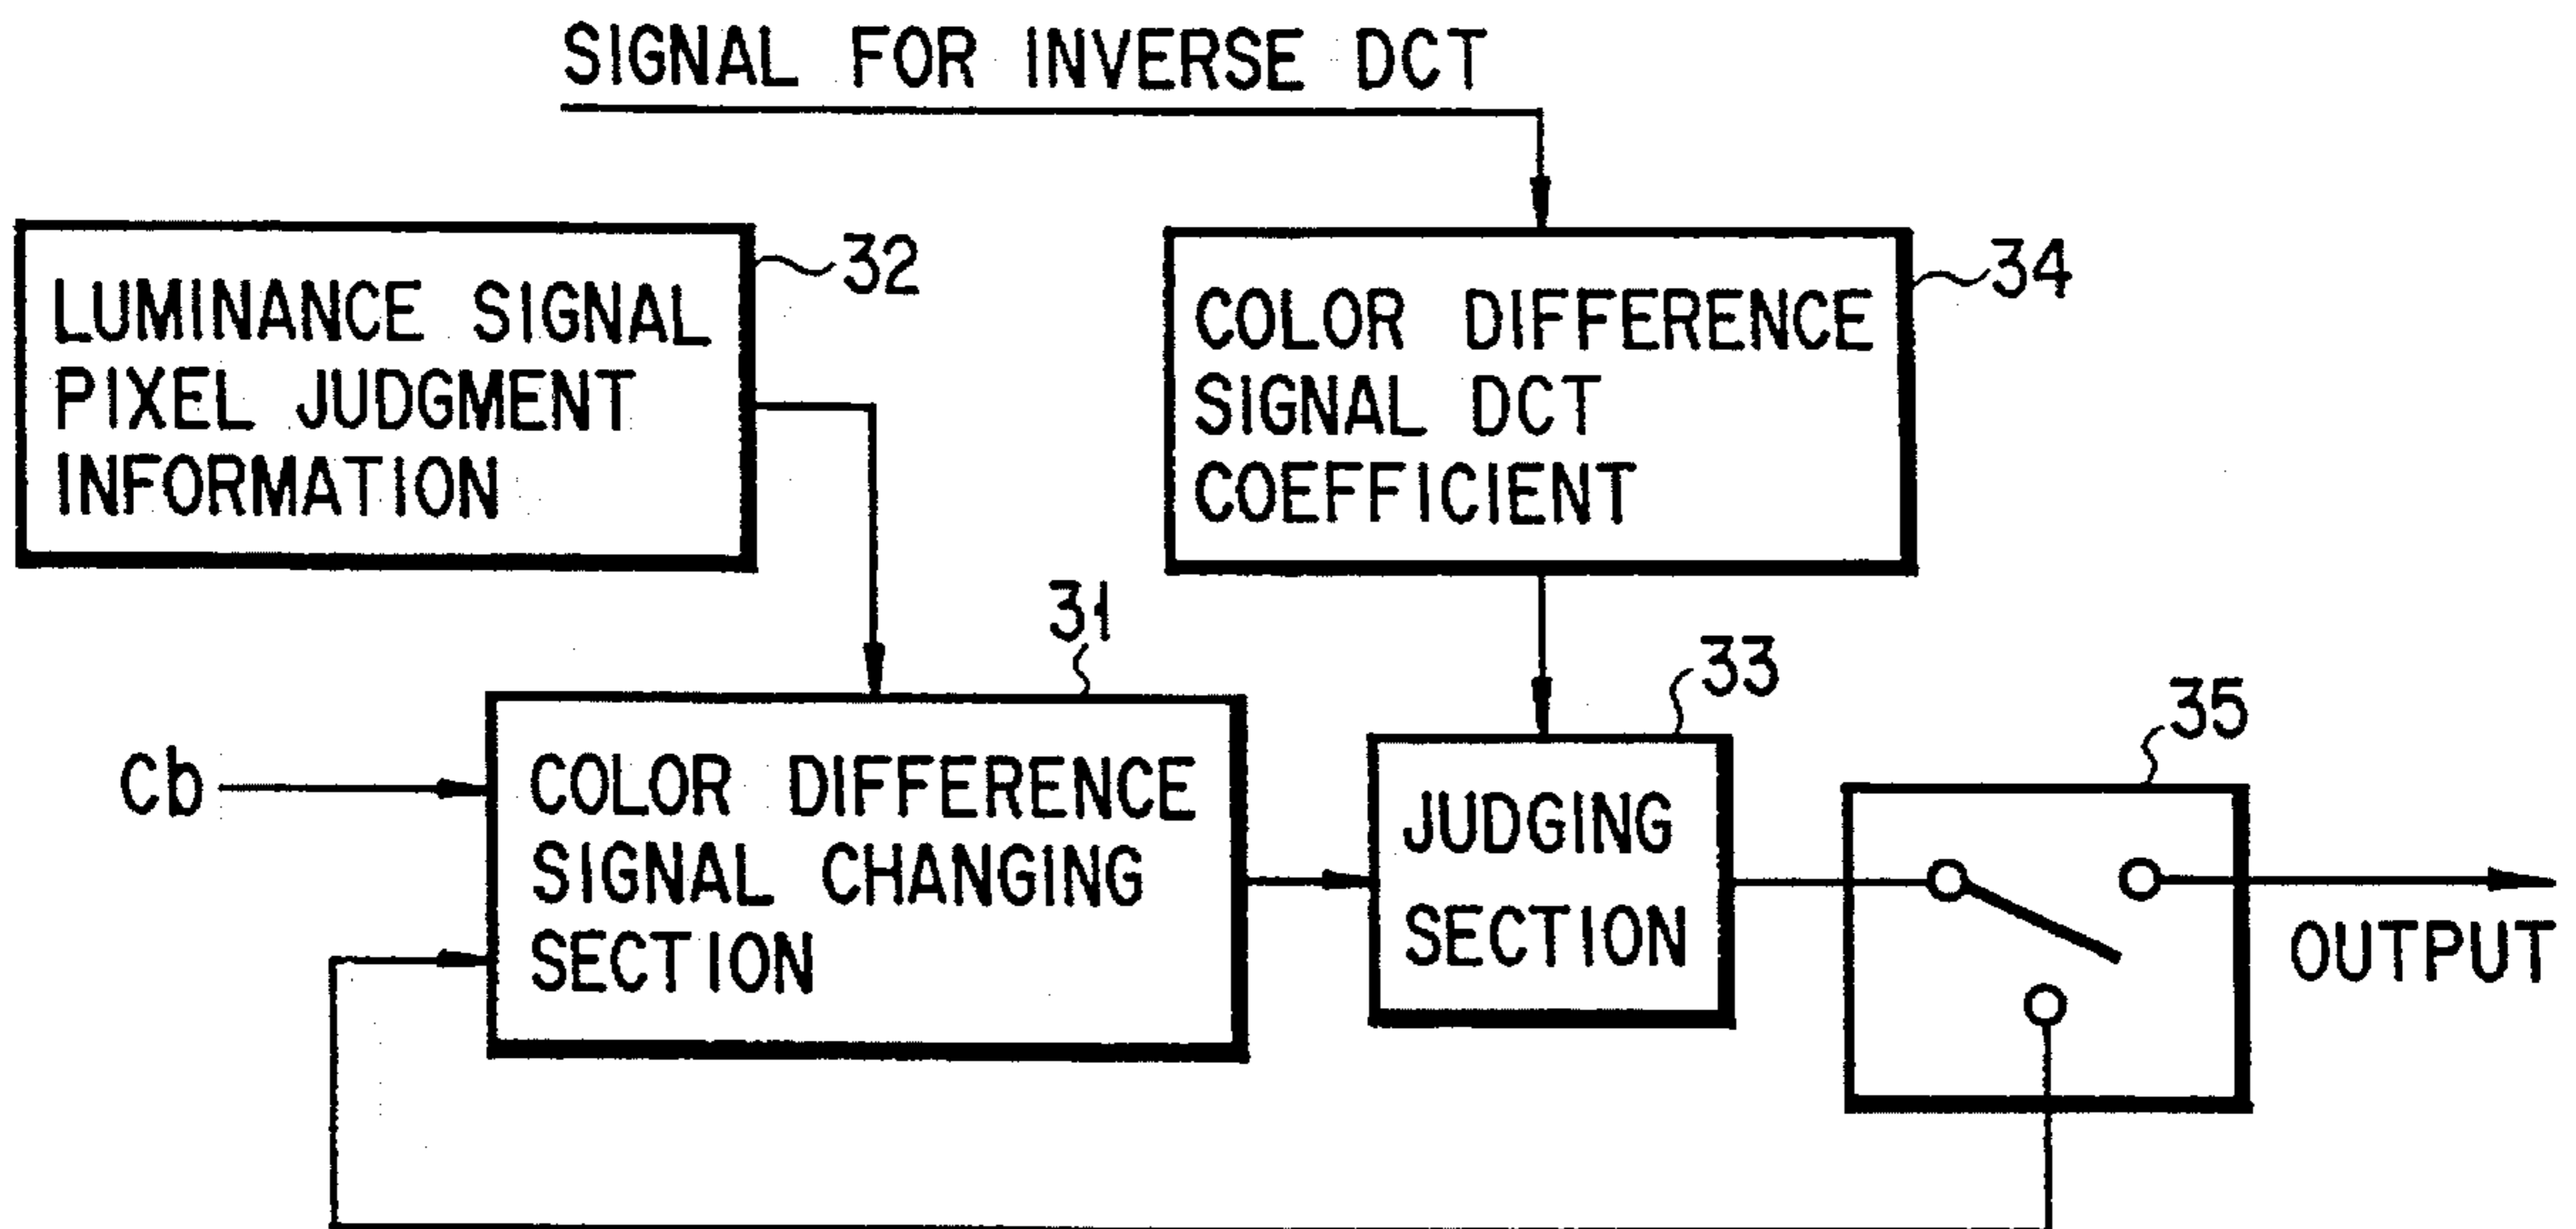 SIGNAL FOR INVERSE DCT
LUMINANCE SIGNAL
PIXEL JUDGMENT
INFORMATION
32
COLOR DIFFERENCE
SIGNAL DCT
COEFFICIENT
34
31
33
35
Cb
COLOR DIFFERENCE
SIGNAL CHANGING
SECTION
JUDGING
SECTION
OUTPUT